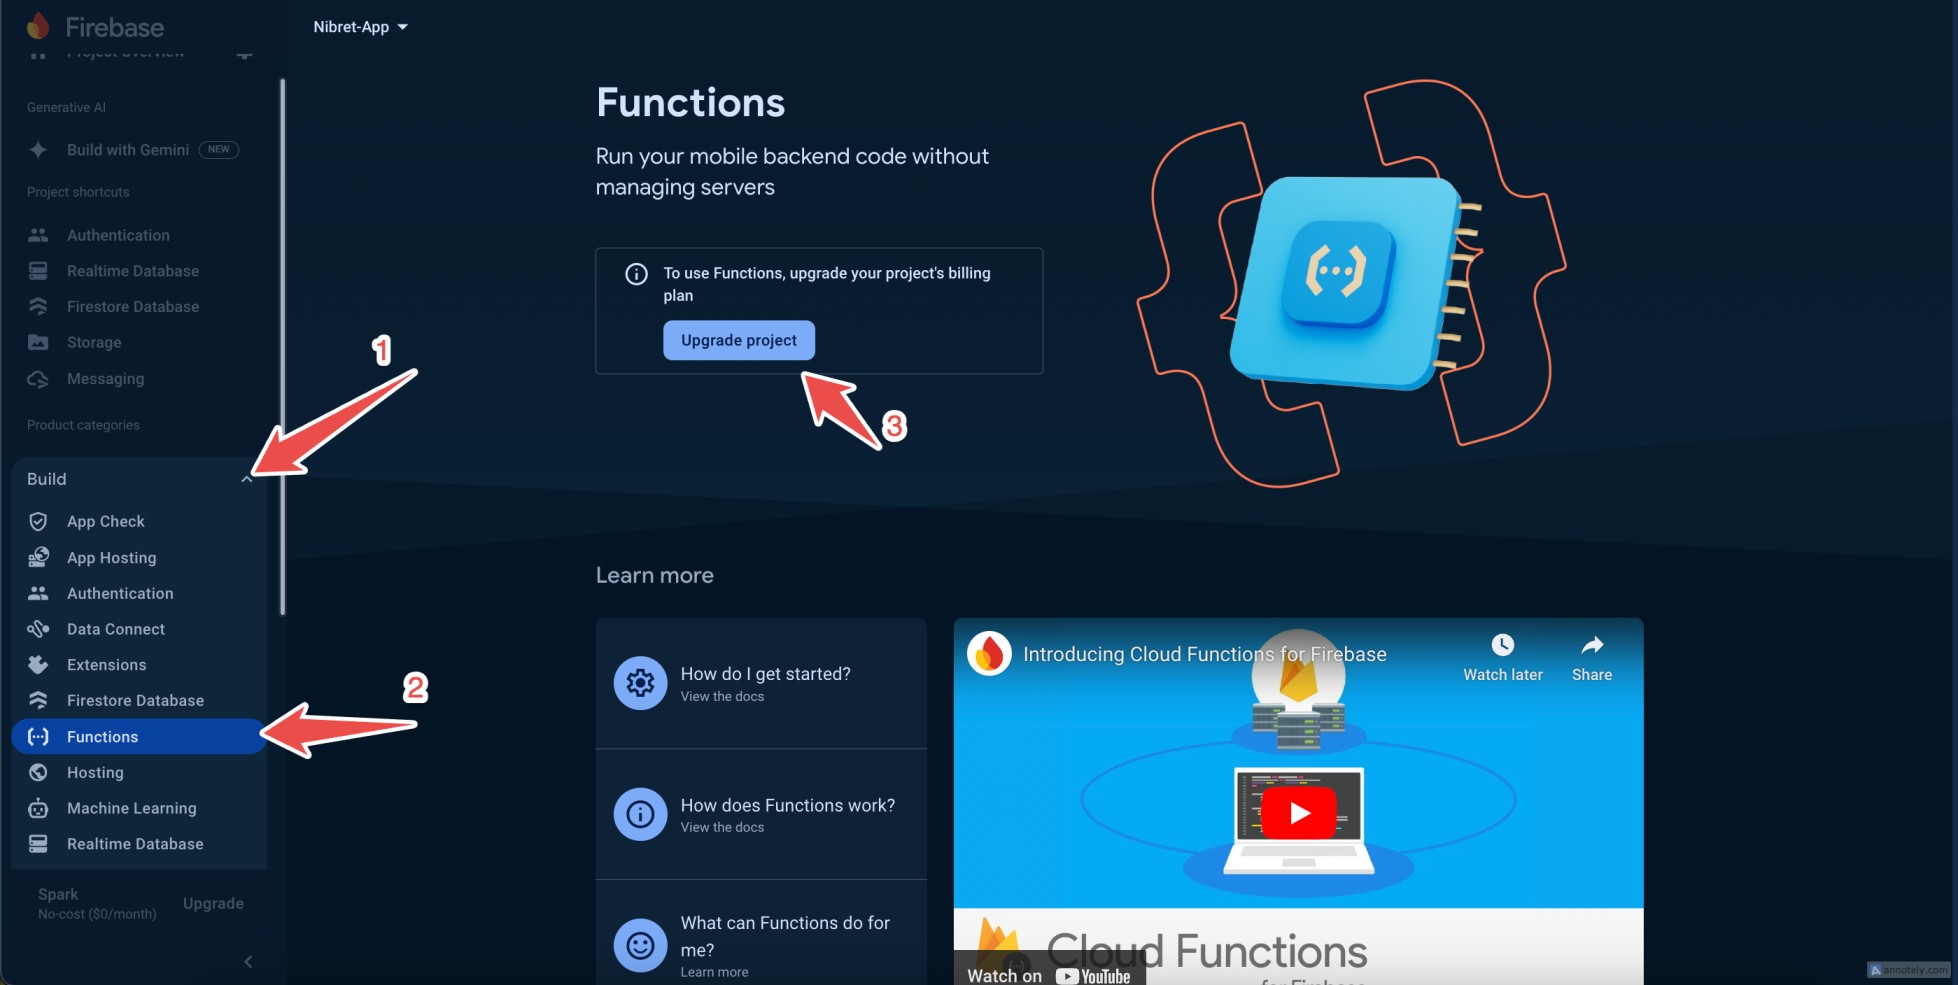 Firebase
Nibret-App
Project Overview
Generative AI
Build with Gemini NEW
Project shortcuts
Authentication
Realtime Database
Firestore Database
Storage
Messaging
Product categories
Build
App Check
App Hosting
Authentication
Data Connect
Extensions
Firestore Database
Functions
Hosting
Machine Learning
Realtime Database
Spark
No-cost ($0/month)
Upgrade
1
2
Functions
Run your mobile backend code without
managing servers
To use Functions, upgrade your project's billing
plan
Upgrade project
3
Learn more
How do I get started?
View the docs
How does Functions work?
View the docs
What can Functions do for
me?
Learn more
Introducing Cloud Functions for Firebase
Watch later
Share
Cloud Functions
for Firebase
Watch on YouTube
annotely.com